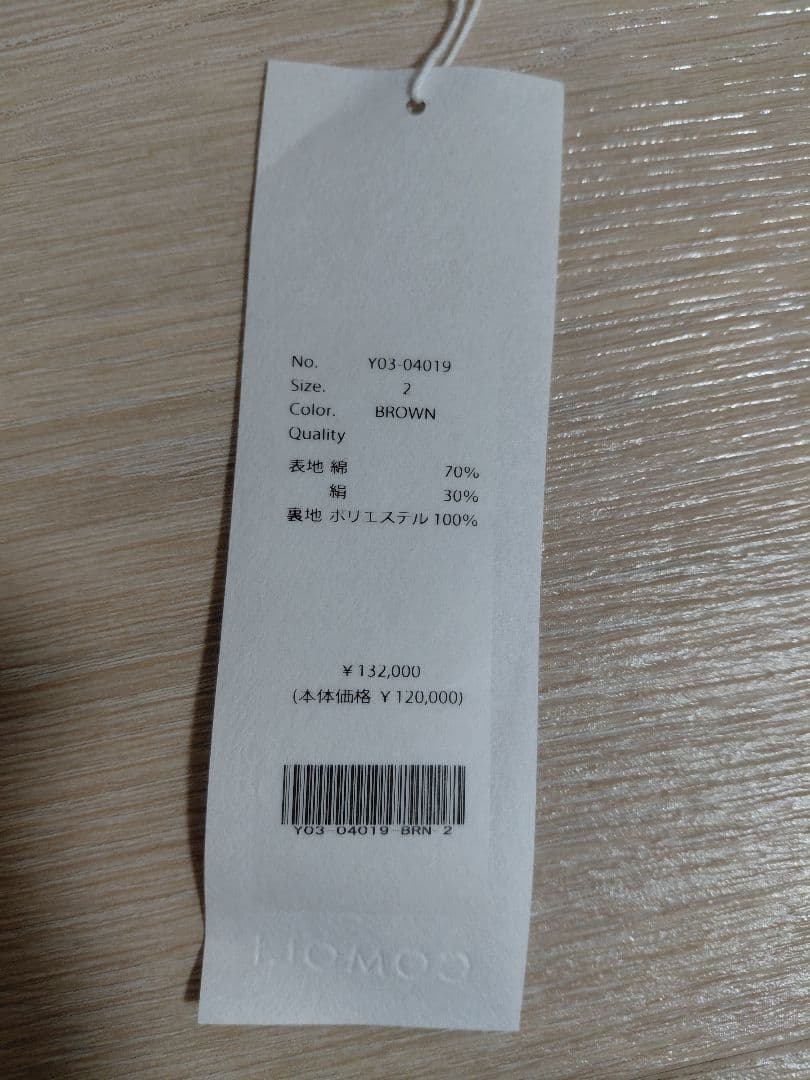 No. Y03-04019
Size. 2
Color. BROWN
Quality
表地 綿 70%
絹 30%
裏地 ポリエステル 100%
¥132,000
(本体価格 ¥120,000)
Y03-04019-BRN-2
COMOLI